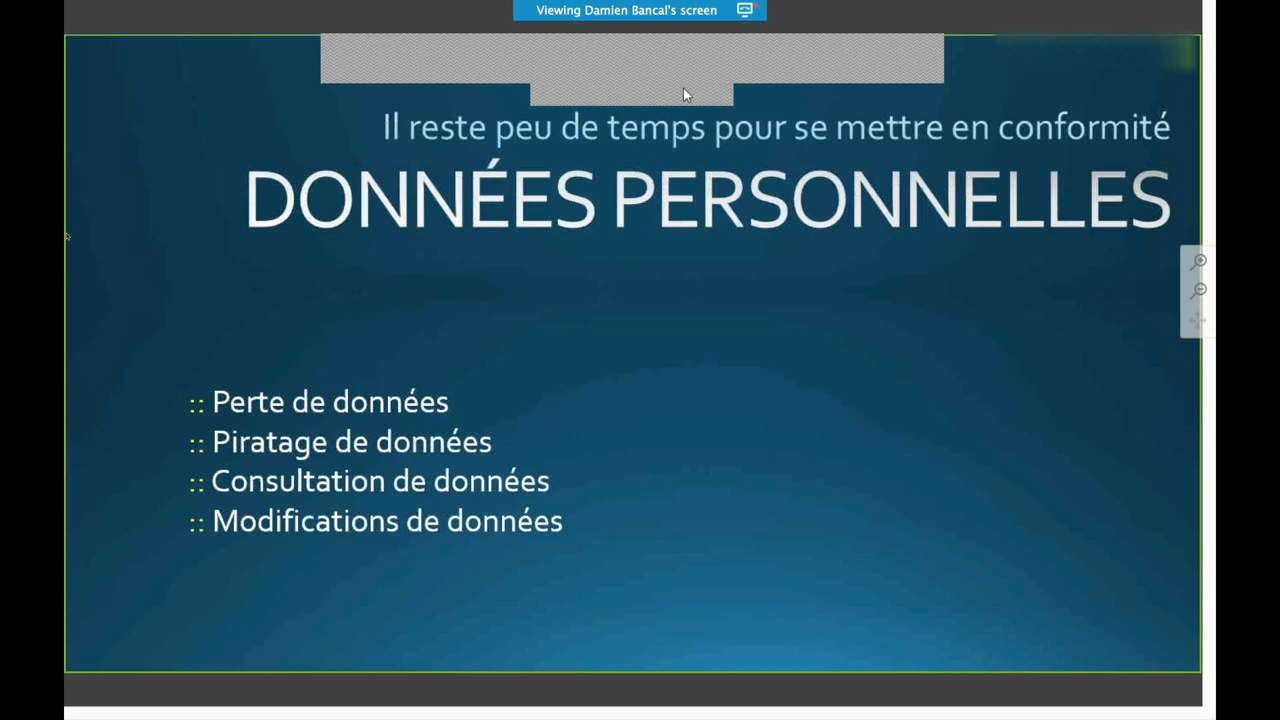 Viewing Damien Bancal's screen
Il reste peu de temps pour se mettre en conformité
DONNÉES PERSONNELLES
:: Perte de données
:: Piratage de données
:: Consultation de données
:: Modifications de données